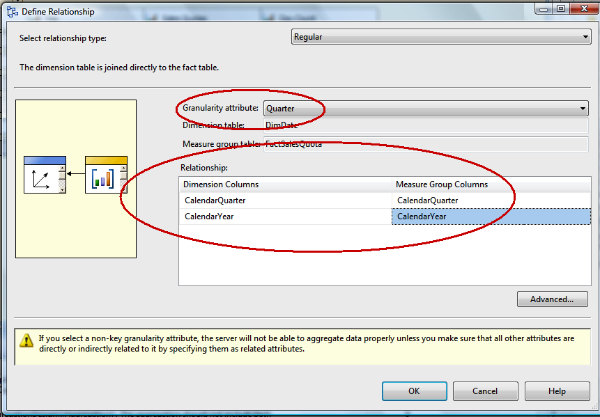 Define Relationship
Select relationship type: Regular
The dimension table is joined directly to the fact table.
Granularity attribute: Quarter
Dimension table: DimDate
Measure group table: FactSalesQuota
Relationship:
Dimension Columns Measure Group Columns
CalendarQuarter CalendarQuarter
CalendarYear CalendarYear
Advanced...
If you select a non-key granularity attribute, the server will not be able to aggregate data properly unless you make sure that all other attributes are
directly or indirectly related to it by specifying them as related attributes.
OK Cancel Help